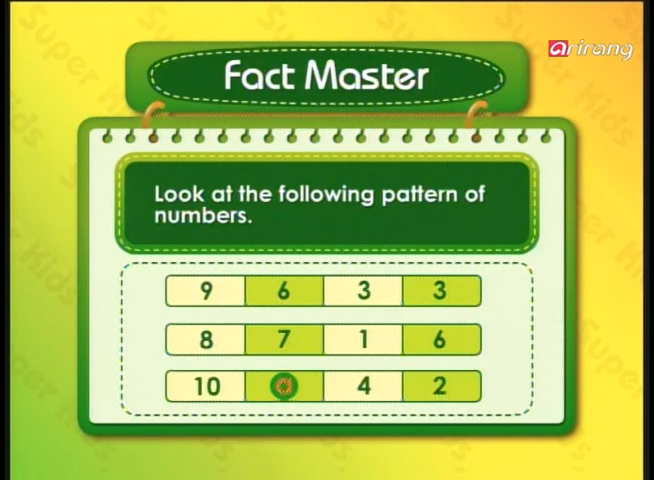 arirang
Fact Master
Look at the following pattern of
numbers.
9 6 3 3
8 7 1 6
10 a 4 2